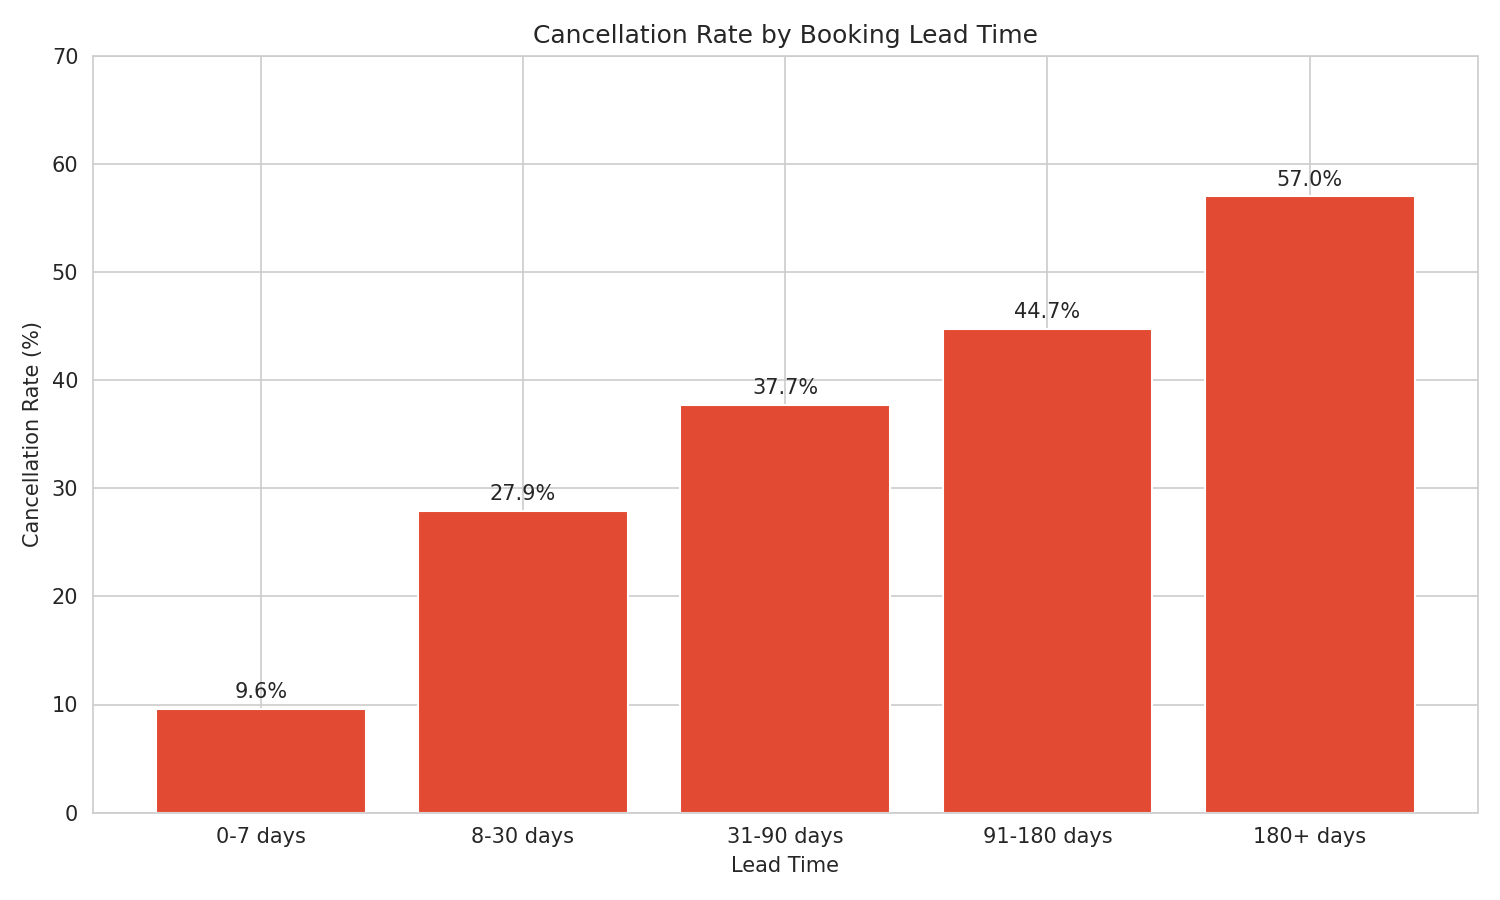 Cancellation Rate by Booking Lead Time
Cancellation Rate (%)
70
60
50
40
30
20
10
0
9.6%
27.9%
37.7%
44.7%
57.0%
0-7 days
8-30 days
31-90 days
91-180 days
180+ days
Lead Time